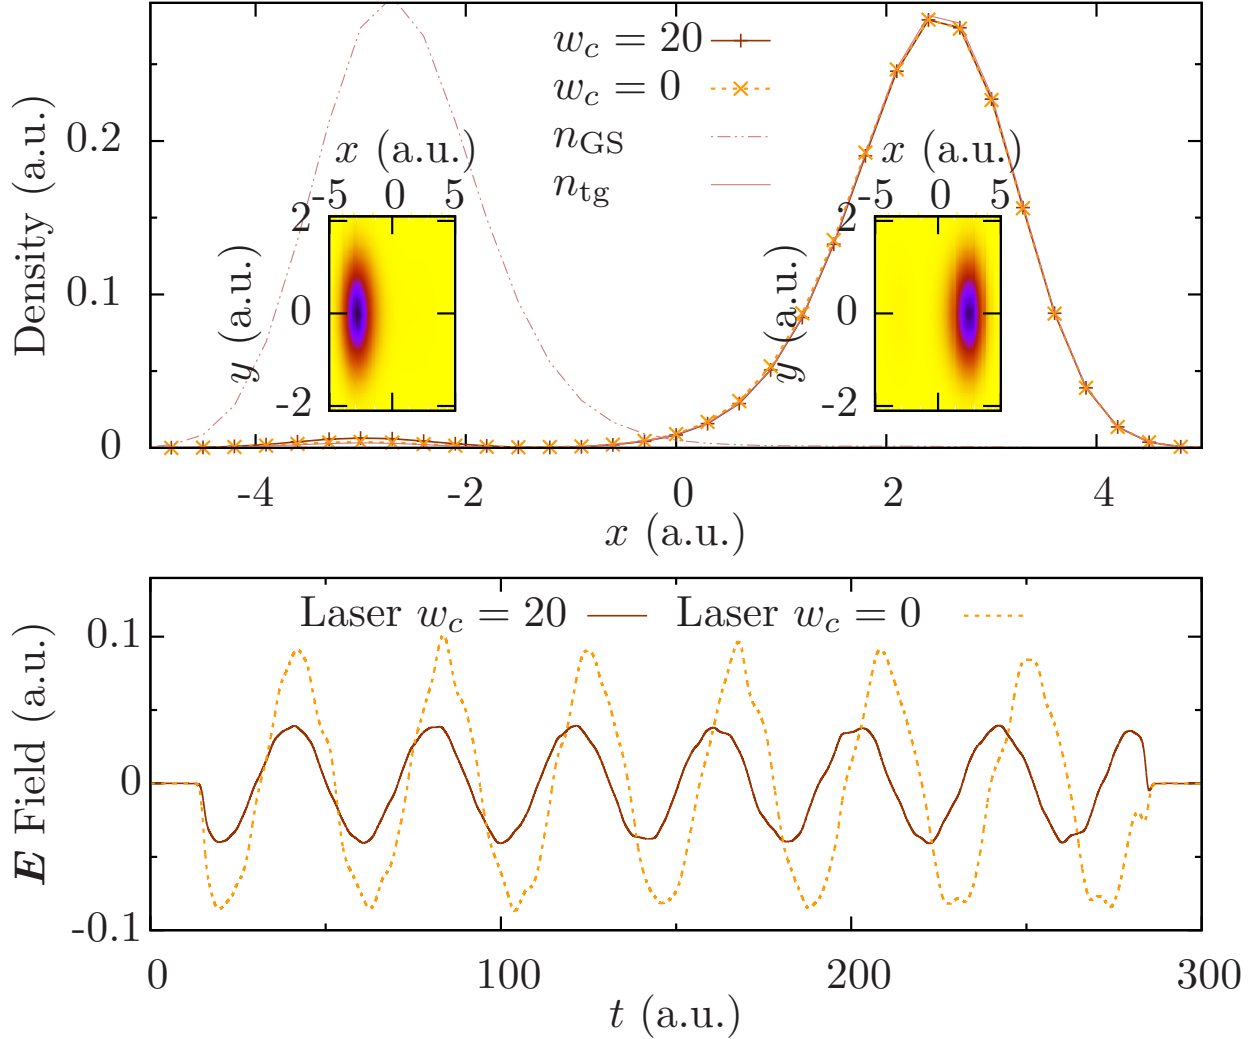 w_c = 20
w_c = 0
n_GS
n_tg
Density (a.u.)
0.2
0.1
0
x (a.u.)
-5 0 5
y (a.u.)
2
0
-2
x (a.u.)
-5 0 5
y (a.u.)
2
0
-2
-4 -2 0 2 4
x (a.u.)
Laser w_c = 20 Laser w_c = 0
E Field (a.u.)
0.1
0
-0.1
0 100 200 300
t (a.u.)